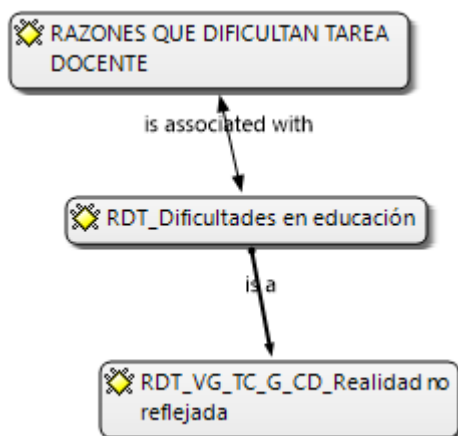 RAZONES QUE DIFICULTAN TAREA
DOCENTE
is associated with
RDT_Dificultades en educación
is a
RDT_VG_TC_G_CD_Realidad no
reflejada